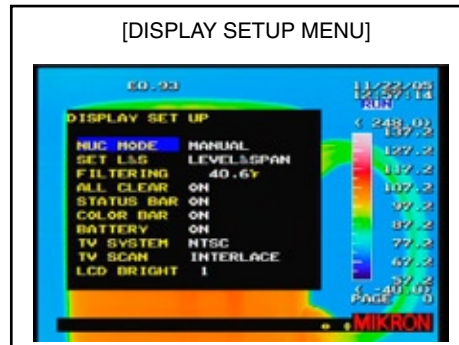 [DISPLAY SETUP MENU]
E0.93
11/22/05
12:57:14
RUN
DISPLAY SET UP
NUC MODE MANUAL
SET L&S LEVEL&SPAN
FILTERING 40.6
ALL CLEAR ON
STATUS BAR ON
COLOR BAR ON
BATTERY ON
TV SYSTEM NTSC
TV SCAN INTERLACE
LCD BRIGHT 1
( 248.0)
137.2
127.2
117.2
107.2
97.2
87.2
77.2
67.2
57.2
( -40.0)
PAGE 0
MIKRON